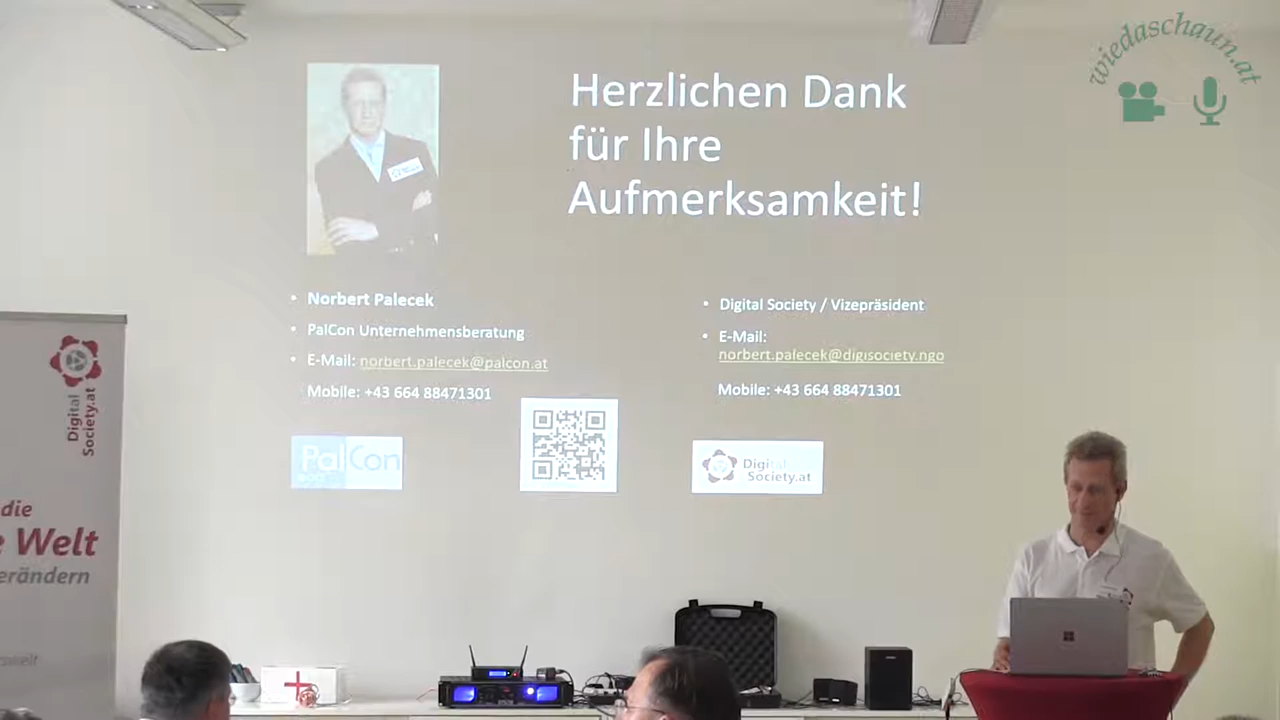 wiedaschaun.at
Herzlichen Dank
für Ihre
Aufmerksamkeit!
• Norbert Palecek
• PalCon Unternehmensberatung
• E-Mail: norbert.palecek@palcon.at
Mobile: +43 664 88471301
PalCon
• Digital Society / Vizepräsident
• E-Mail:
norbert.palecek@digisociety.ngo
Mobile: +43 664 88471301
Digital
Society.at
Digital
Society.at
die
Welt